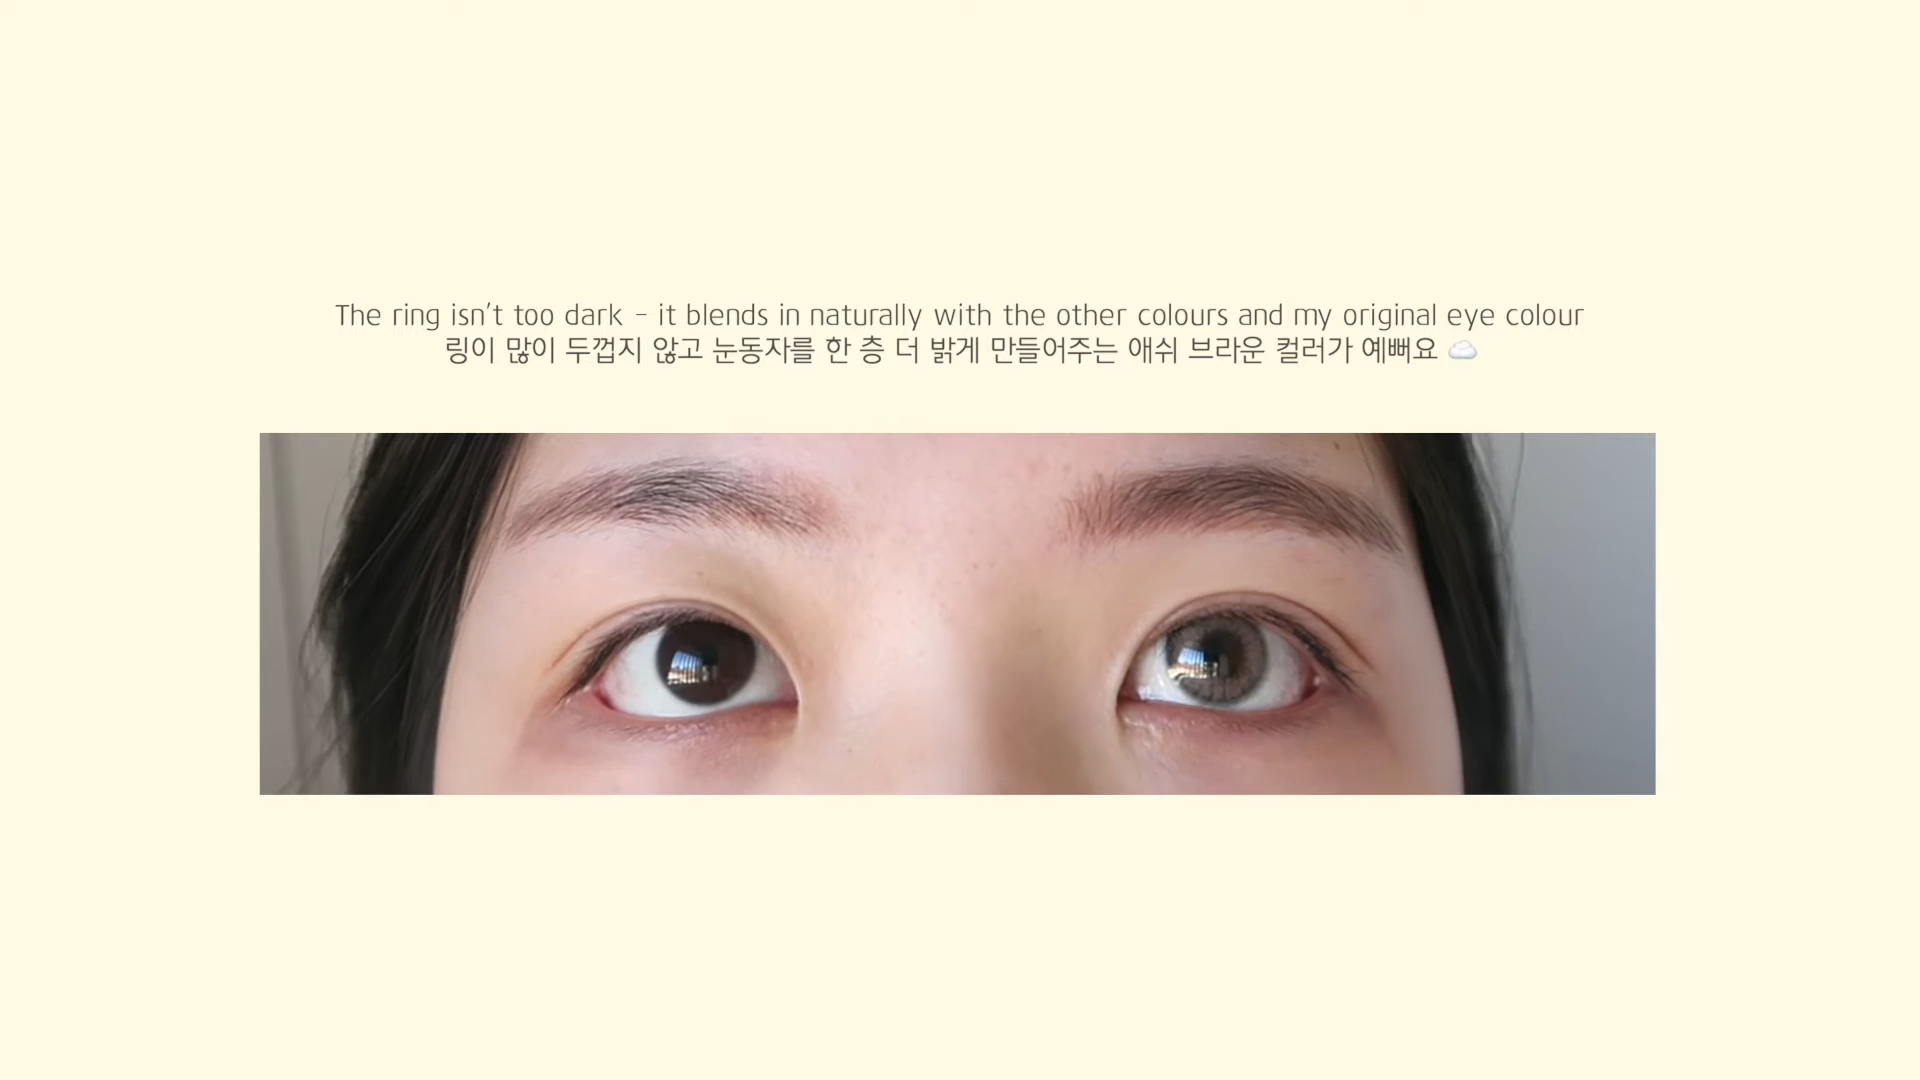 The ring isn't too dark - it blends in naturally with the other colours and my original eye colour
링이 많이 두껍지 않고 눈동자를 한 층 더 밝게 만들어주는 애쉬 브라운 컬러가 예뻐요 ☁️